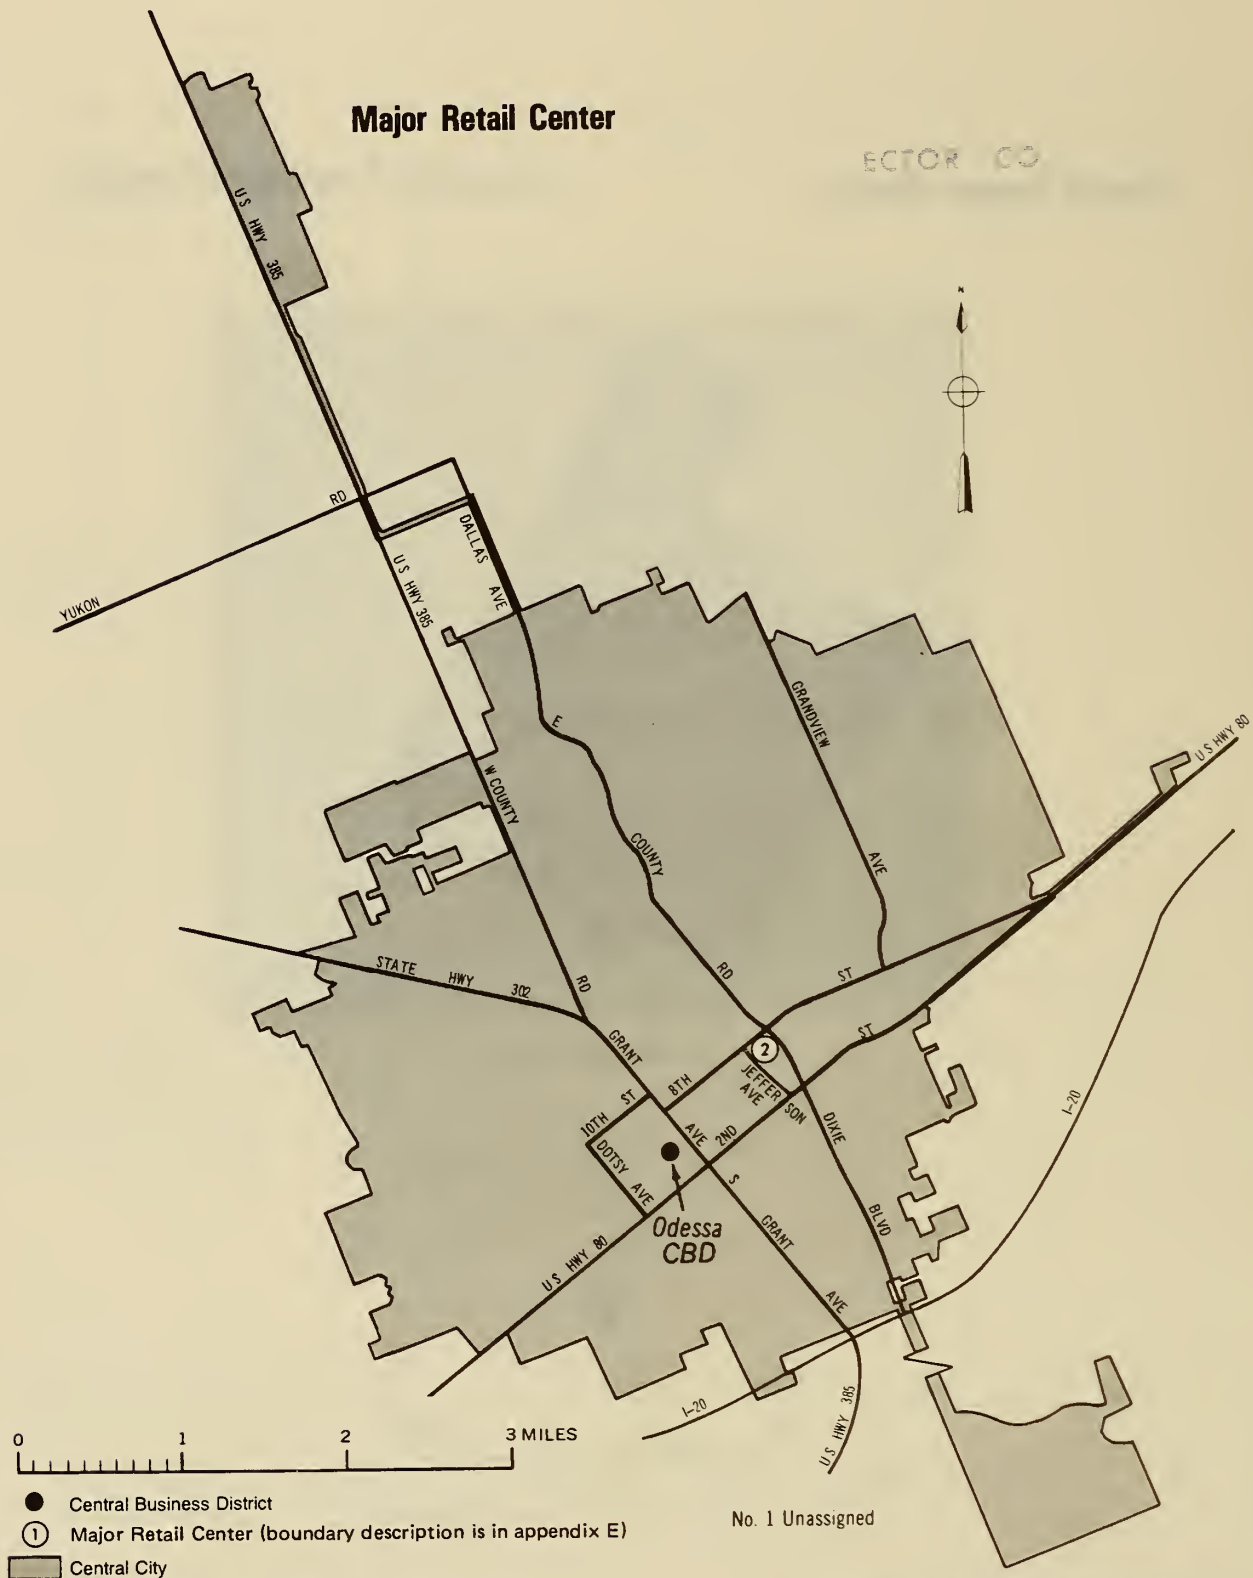 Major Retail Center
ECTOR CO
N
US HWY 385
RD
YUKON
DALLAS AVE
US HWY 385
GRANDVIEW AVE
US HWY 80
E COUNTY RD
W COUNTY RD
STATE HWY 302
GRANT AVE
8TH ST
2
JEFFERSON AVE
2ND ST
10TH ST
DOTSY AVE
Odessa
CBD
US HWY 80
S GRANT AVE
DIXIE BLVD
I-20
I-20
US HWY 385
0 1 2 3 MILES
Central Business District
1 Major Retail Center (boundary description is in appendix E)
Central City
No. 1 Unassigned